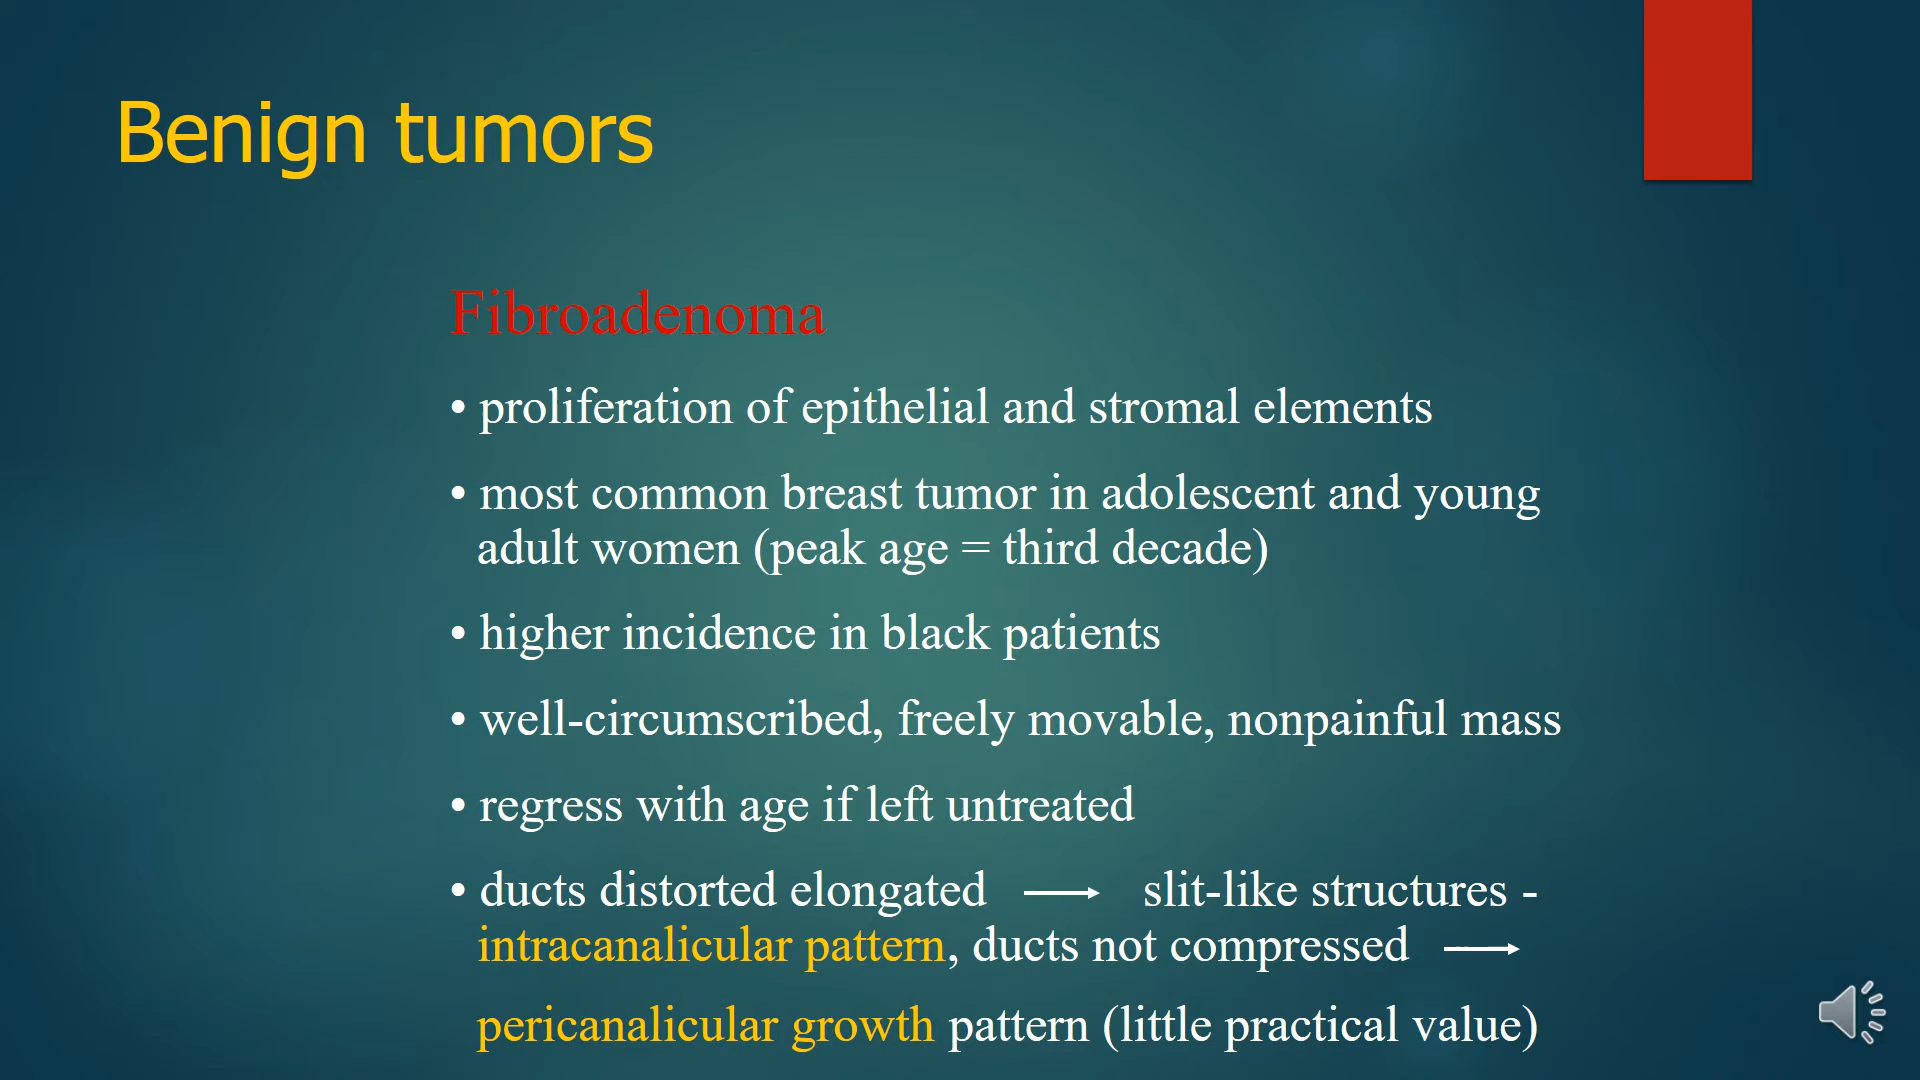 Benign tumors
Fibroadenoma
• proliferation of epithelial and stromal elements
• most common breast tumor in adolescent and young
adult women (peak age = third decade)
• higher incidence in black patients
• well-circumscribed, freely movable, nonpainful mass
• regress with age if left untreated
• ducts distorted elongated → slit-like structures -
intracanalicular pattern, ducts not compressed →
pericanalicular growth pattern (little practical value)